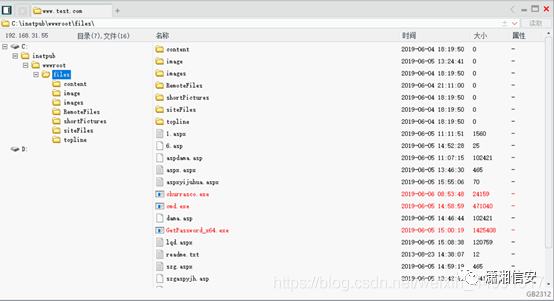 www.test.com
C:\inetpub\wwwroot\files\
读取
192.168.31.55 目录(7),文件(16) 名称 时间 大小 属性
C:
inetpub
wwwroot
files
content
image
images
RemoteFiles
shortPictures
siteFiles
topline
D:
content 2019-06-04 18:19:50 0 -
image 2019-06-05 13:24:41 0 -
images 2019-06-04 18:19:50 0 -
RemoteFiles 2019-06-04 21:11:00 0 -
shortPictures 2019-06-04 18:19:50 0 -
siteFiles 2019-06-04 18:19:50 0 -
topline 2019-06-04 18:19:50 0 -
1.aspx 2019-06-05 11:11:51 1560 -
6.asp 2019-06-05 14:52:28 25 -
aspdama.asp 2019-06-05 11:07:15 102421 -
aspx.aspx 2019-06-05 13:46:30 465 -
aspxyijuhua.aspx 2019-06-05 15:55:06 70 -
churrasco.exe 2019-06-06 08:53:48 24159 -
cmd.exe 2019-06-05 14:58:59 471040 -
dama.asp 2019-06-05 14:46:44 102421 -
GetPassword_x64.exe 2019-06-05 15:00:19 1425408 -
lqd.aspx 2019-06-05 15:08:38 120759 -
readme.txt 2013-08-23 14:38:07 12 -
xzg.aspx 2019-06-05 14:59:19 465 -
2019-06-05
潇湘信安
GB2312